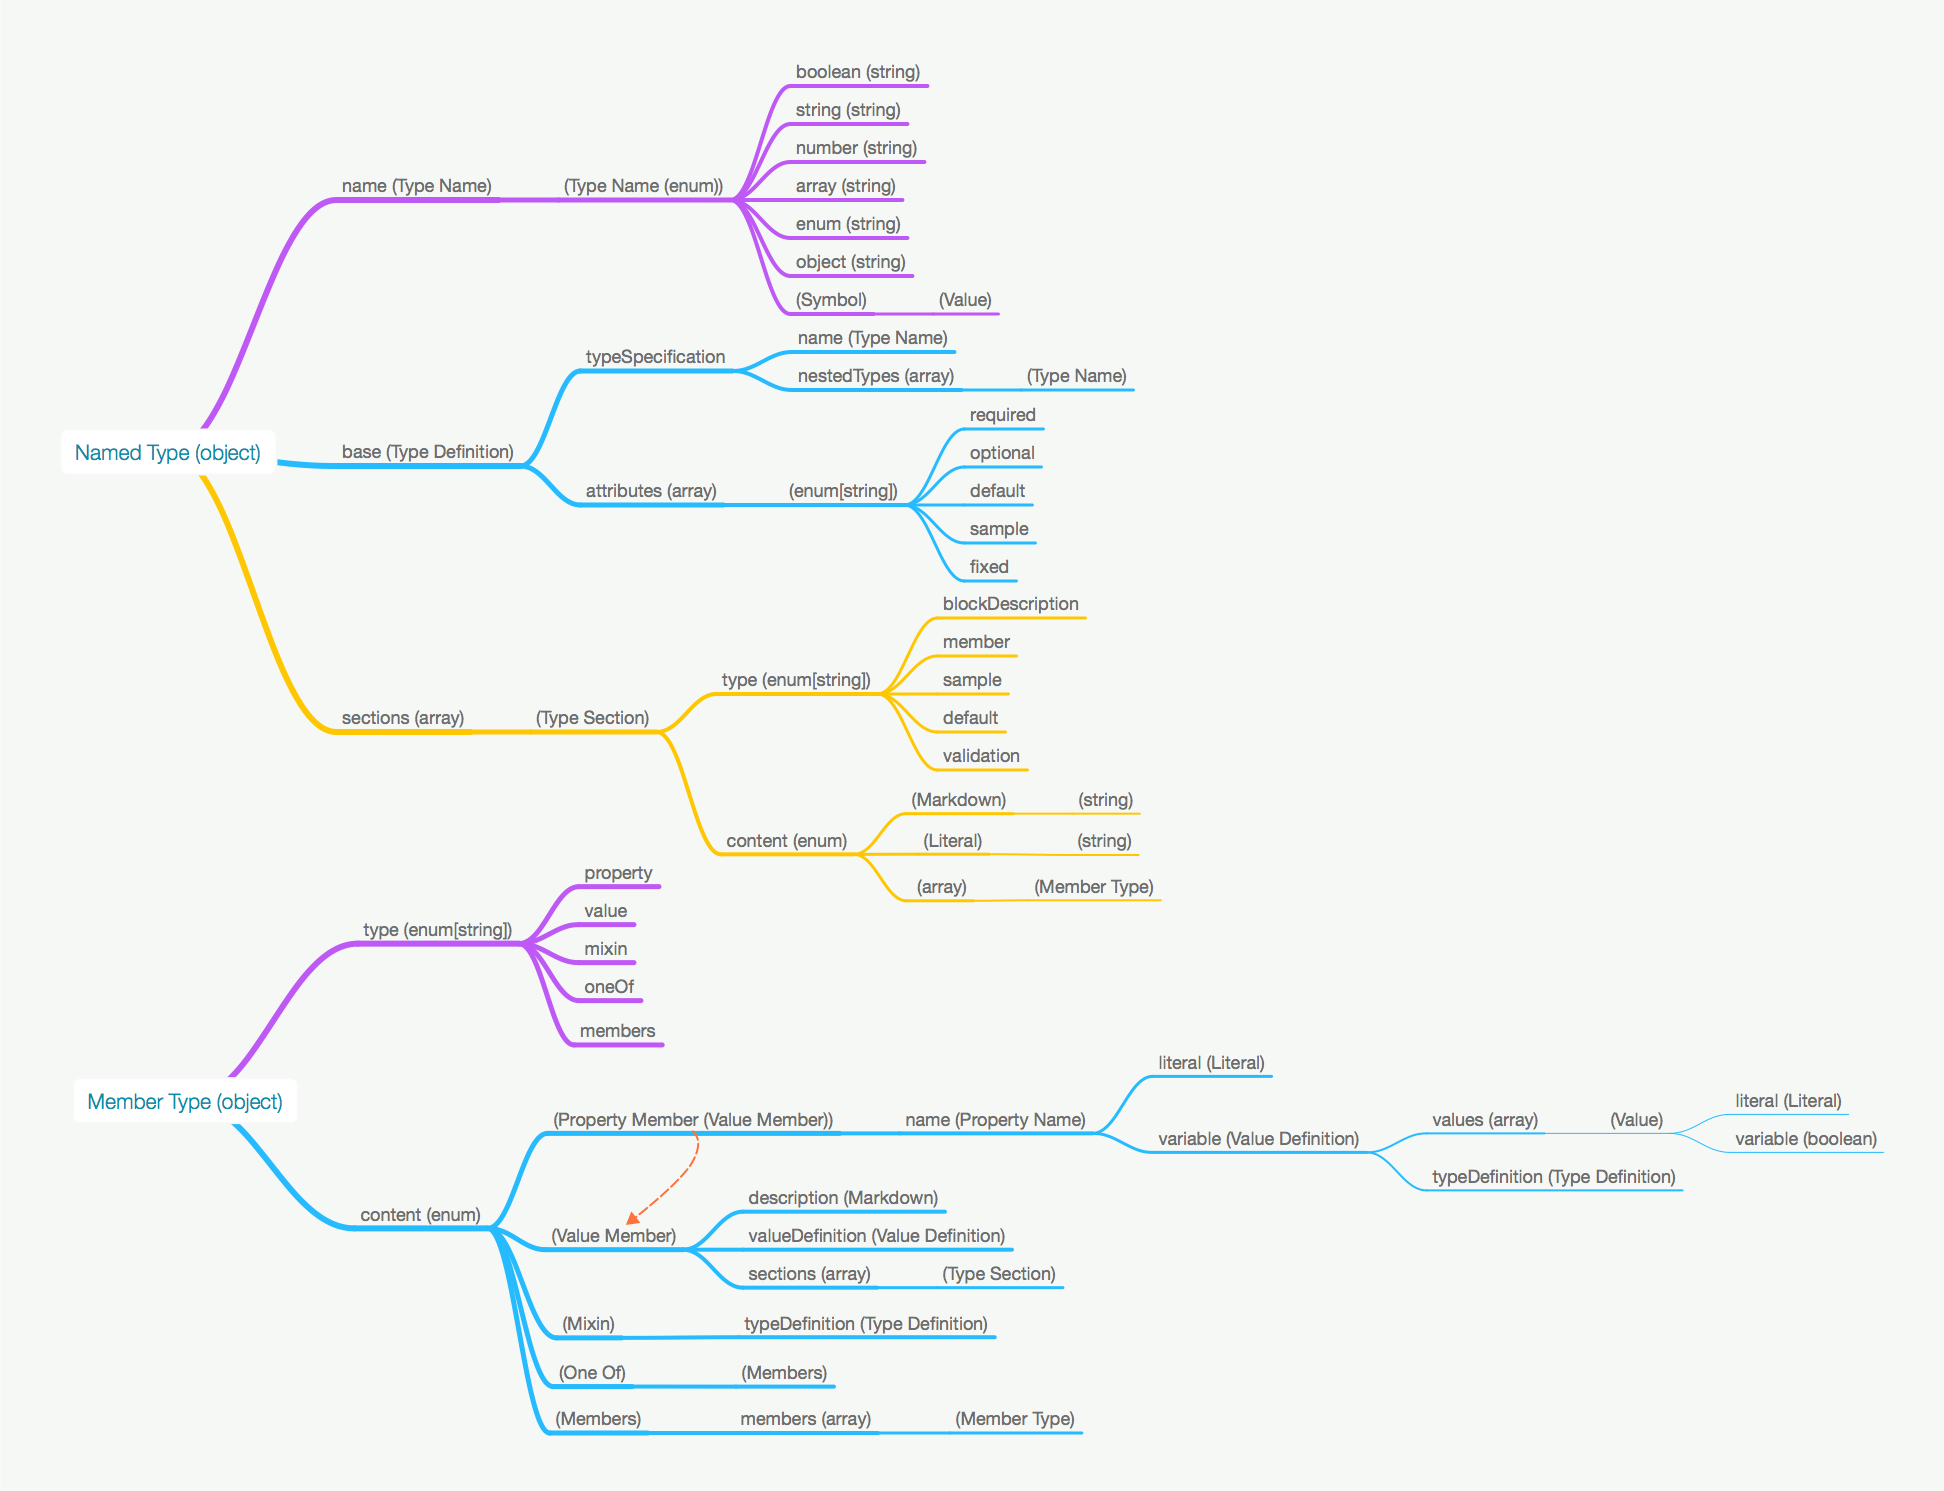 Named Type (object)
name (Type Name)
(Type Name (enum))
boolean (string)
string (string)
number (string)
array (string)
enum (string)
object (string)
(Symbol)
(Value)
base (Type Definition)
typeSpecification
name (Type Name)
nestedTypes (array)
(Type Name)
attributes (array)
(enum[string])
required
optional
default
sample
fixed
sections (array)
(Type Section)
type (enum[string])
blockDescription
member
sample
default
validation
content (enum)
(Markdown)
(string)
(Literal)
(string)
(array)
(Member Type)
Member Type (object)
type (enum[string])
property
value
mixin
oneOf
members
content (enum)
(Property Member (Value Member))
name (Property Name)
literal (Literal)
variable (Value Definition)
values (array)
(Value)
literal (Literal)
variable (boolean)
typeDefinition (Type Definition)
(Value Member)
description (Markdown)
valueDefinition (Value Definition)
sections (array)
(Type Section)
(Mixin)
typeDefinition (Type Definition)
(One Of)
(Members)
(Members)
members (array)
(Member Type)